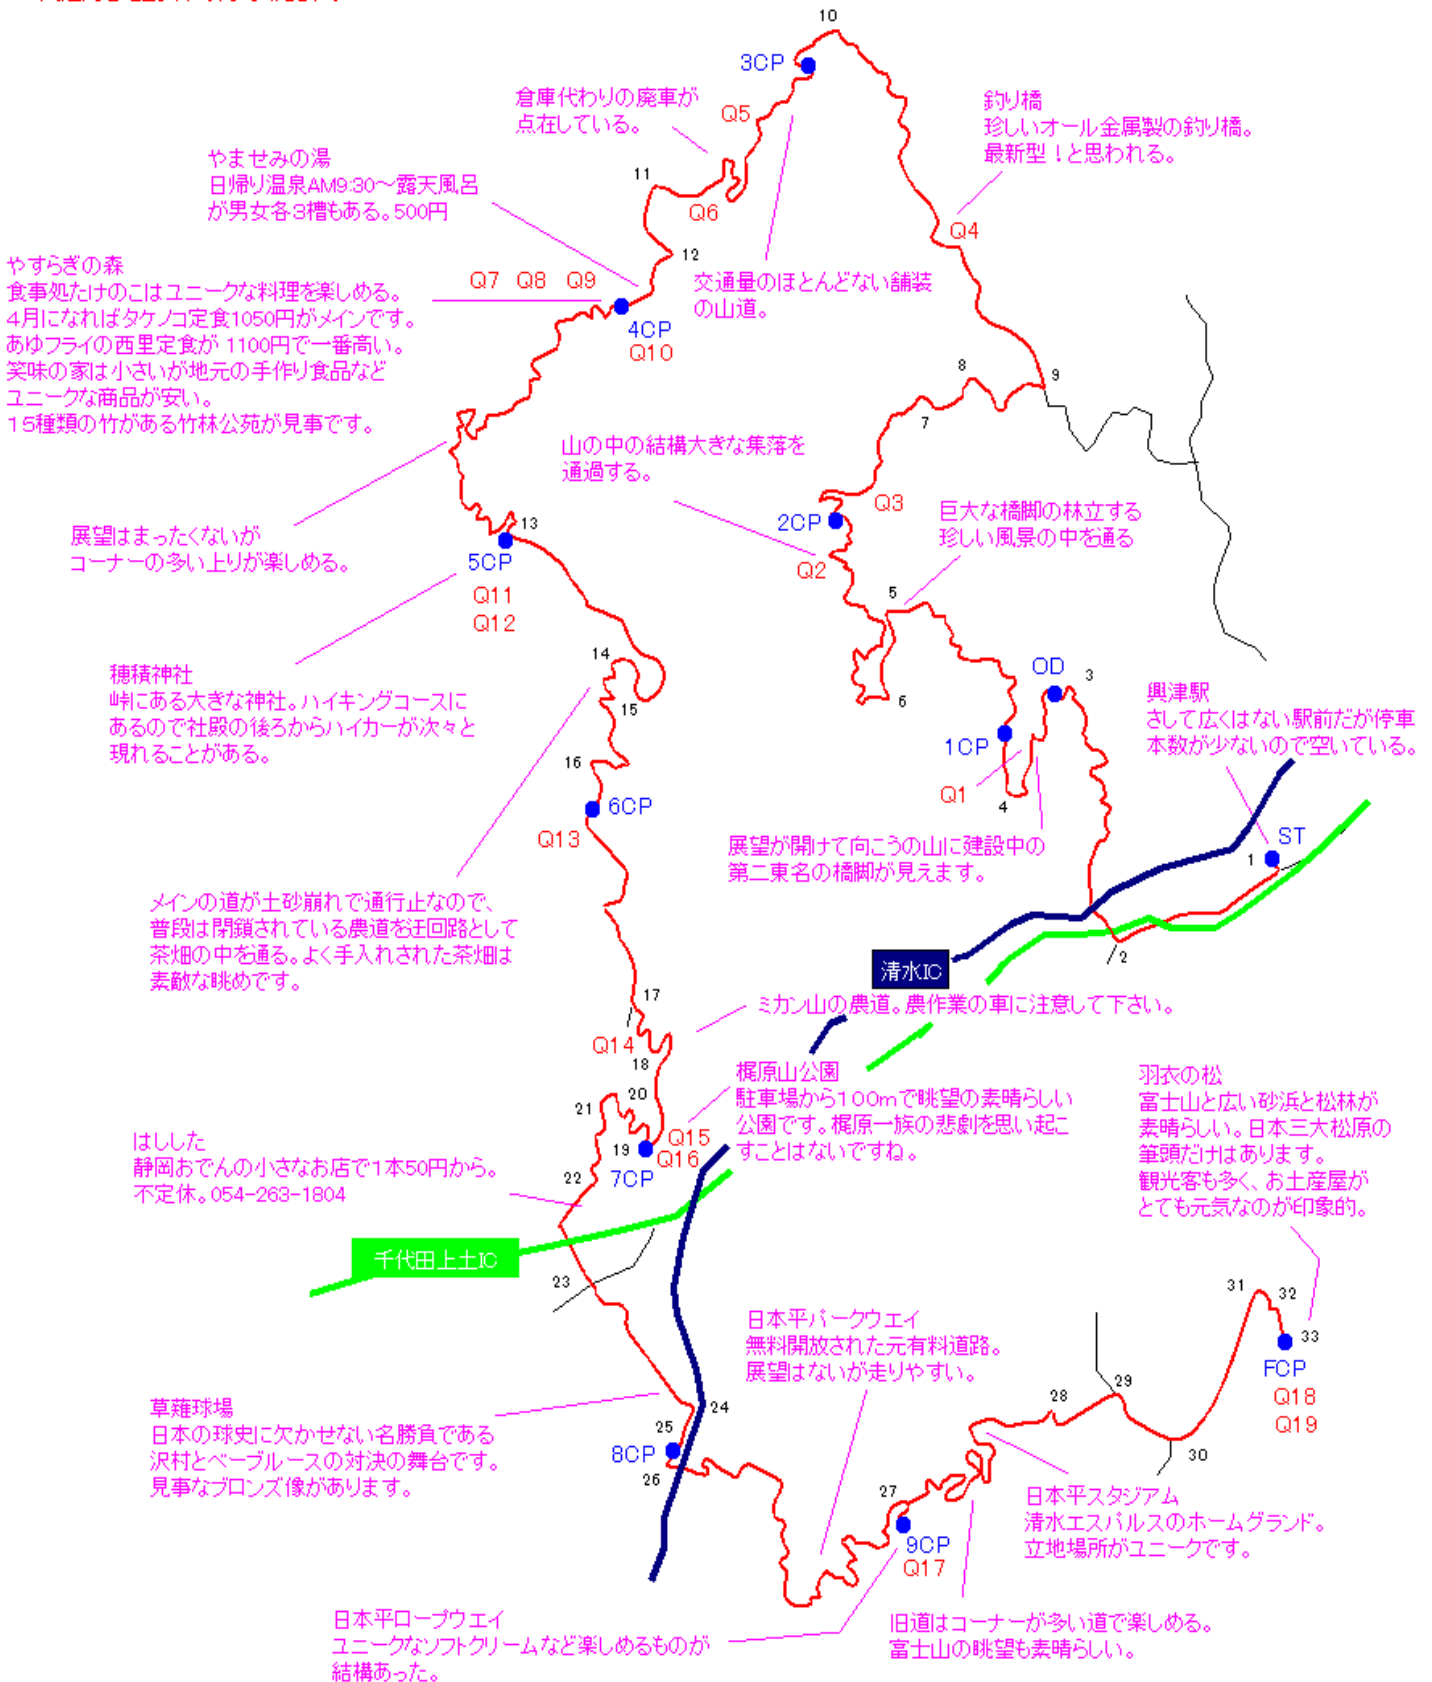 10
3CP
倉庫代わりの廃車が
点在している。
Q5
釣り橋
珍しいオール金属製の釣り橋。
最新型！と思われる。
やませみの湯
日帰り温泉AM9:30～露天風呂
が男女各3槽もある。500円
11
Q6
Q4
12
やすらぎの森
食事処たけのこはユニークな料理を楽しめる。
4月になればタケノコ定食1050円がメインです。
あゆフライの西里定食が 1100円で一番高い。
笑味の家は小さいが地元の手作り食品など
ユニークな商品が安い。
15種類の竹がある竹林公苑が見事です。
Q7 Q8 Q9
交通量のほとんどない舗装
の山道。
4CP
Q10
8
9
7
山の中の結構大きな集落を
通過する。
Q3
2CP
巨大な橋脚の林立する
珍しい風景の中を通る
展望はまったくないが
コーナーの多い上りが楽しめる。
13
5CP
Q11
Q12
Q2
5
6
穂積神社
峠にある大きな神社。ハイキングコースに
あるので社殿の後ろからハイカーが次々と
現れることがある。
14
15
OD
3
興津駅
さして広くはない駅前だが停車
本数が少ないので空いている。
1CP
16
6CP
Q13
Q1
4
ST
1
展望が開けて向こうの山に建設中の
第二東名の橋脚が見えます。
メインの道が土砂崩れで通行止なので、
普段は閉鎖されている農道を迂回路として
茶畑の中を通る。よく手入れされた茶畑は
素敵な眺めです。
2
清水IC
17
ミカン山の農道。農作業の車に注意して下さい。
Q14
18
梶原山公園
駐車場から100mで眺望の素晴らしい
公園です。梶原一族の悲劇を思い起こ
すことはないですね。
羽衣の松
富士山と広い砂浜と松林が
素晴らしい。日本三大松原の
筆頭だけはあります。
観光客も多く、お土産屋が
とても元気なのが印象的。
20
21
19
Q15
Q16
7CP
はしした
静岡おでんの小さなお店で1本50円から。
不定休。054-263-1804
22
千代田上土IC
23
31
32
33
FCP
Q18
Q19
日本平パークウェイ
無料開放された元有料道路。
展望はないが走りやすい。
28
29
30
草薙球場
日本の球史に欠かせない名勝負である
沢村とベーブルースの対決の舞台です。
見事なブロンズ像があります。
24
25
8CP
26
27
9CP
Q17
日本平スタジアム
清水エスパルスのホームグランド。
立地場所がユニークです。
日本平ロープウェイ
ユニークなソフトクリームなど楽しめるものが
結構あった。
旧道はコーナーが多い道で楽しめる。
富士山の眺望も素晴らしい。